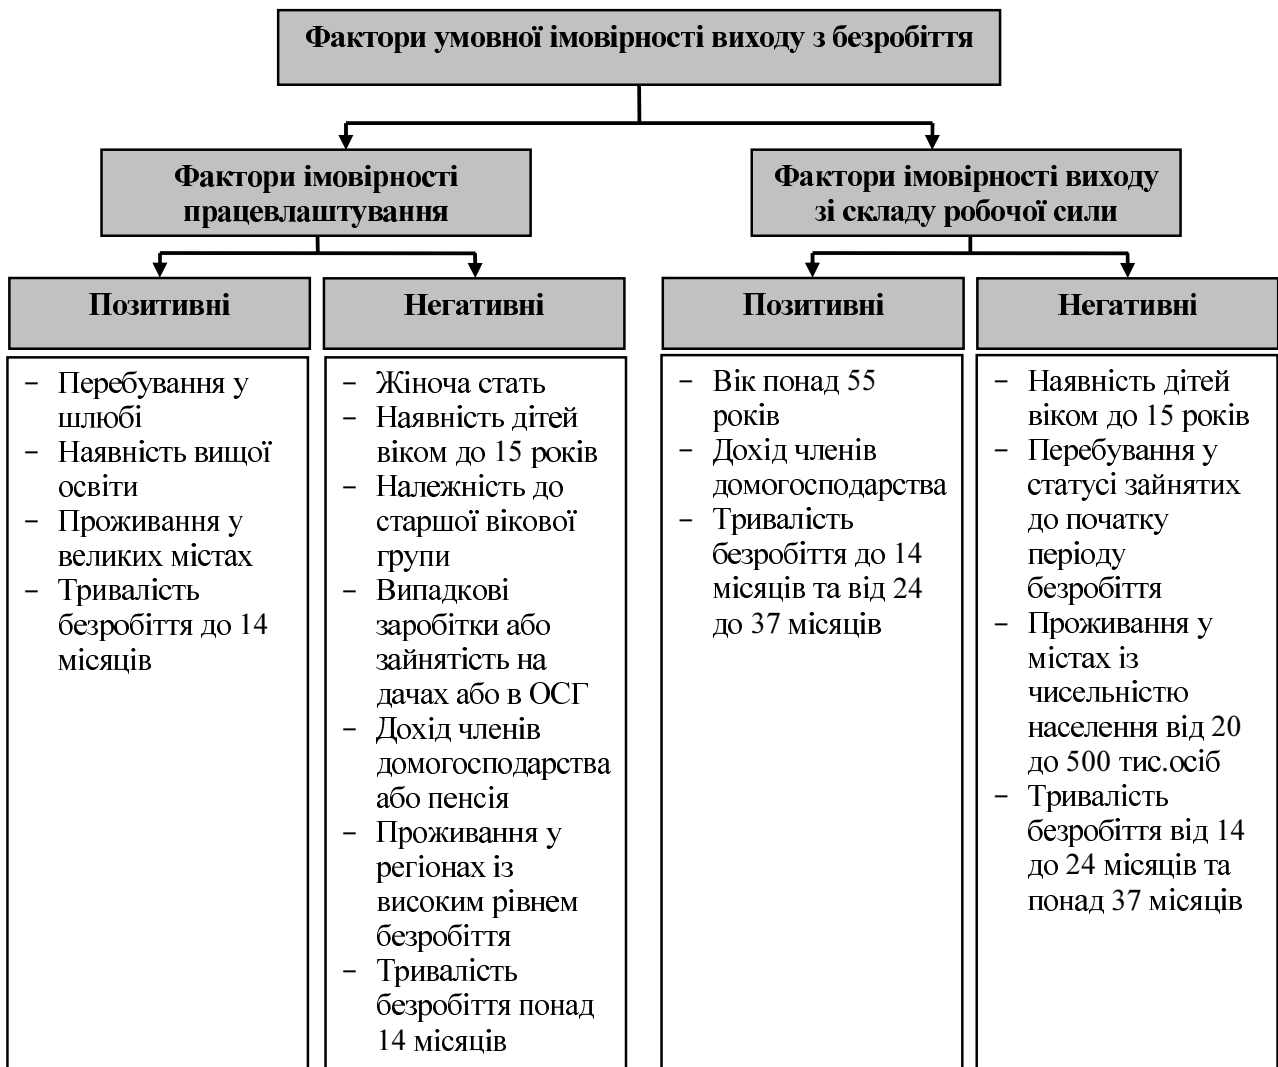 Фактори умовної імовірності виходу з безробіття
Фактори імовірності
працевлаштування
Фактори імовірності виходу
зі складу робочої сили
Позитивні
Негативні
Позитивні
Негативні
– Перебування у
шлюбі
– Наявність вищої
освіти
– Проживання у
великих містах
– Тривалість
безробіття до 14
місяців
– Жіноча стать
– Наявність дітей
віком до 15 років
– Належність до
старшої вікової
групи
– Випадкові
заробітки або
зайнятість на
дачах або в ОСГ
– Дохід членів
домогосподарства
або пенсія
– Проживання у
регіонах із
високим рівнем
безробіття
– Тривалість
безробіття понад
14 місяців
– Вік понад 55
років
– Дохід членів
домогосподарства
– Тривалість
безробіття до 14
місяців та від 24
до 37 місяців
– Наявність дітей
віком до 15 років
– Перебування у
статусі зайнятих
до початку
періоду
безробіття
– Проживання у
містах із
чисельністю
населення від 20
до 500 тис.осіб
– Тривалість
безробіття від 14
до 24 місяців та
понад 37 місяців